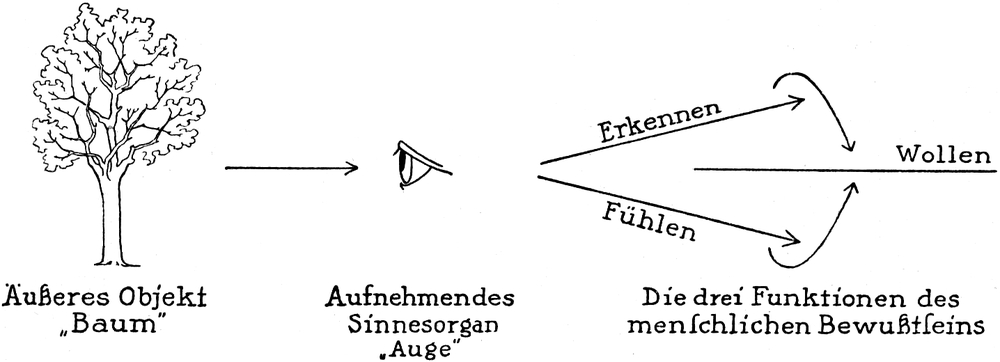 Erkennen
Wollen
Fühlen
Äußeres Objekt
„Baum“
Aufnehmendes
Sinnesorgan
„Auge“
Die drei Funktionen des
menſchlichen Bewußtſeins